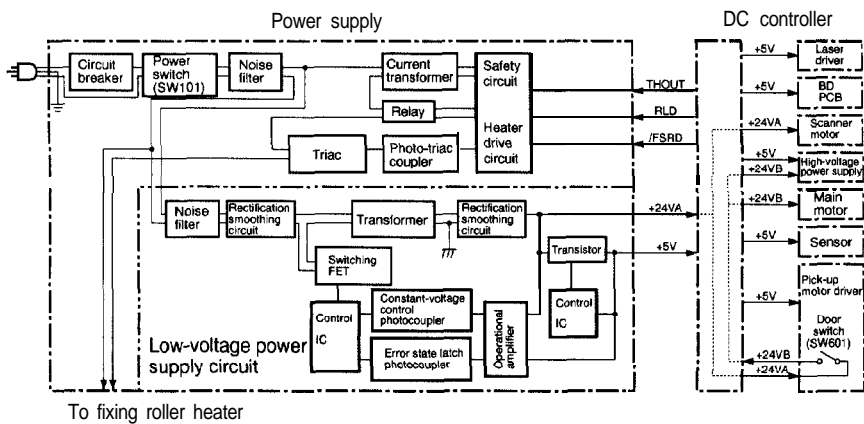 Power supply
DC controller
Circuit
breaker
Power
switch
(SW101)
Noise
filter
Current
transformer
Relay
Triac
Photo-triac
coupler
Safety
circuit
Heater
drive
circuit
THOUT
RLD
/FSRD
+5V
Laser
driver
+5V
BD
PCB
+24VA
Scanner
motor
+5V
+24VB
High-voltage
power supply
+24VB
Main
motor
+5V
Sensor
+5V
Pick-up
motor driver
Door
switch
(SW601)
+24VB
+24VA
Noise
filter
Rectification
smoothing
circuit
Transformer
Rectification
smoothing
circuit
+24VA
+5V
Switching
FET
Transistor
Control
IC
Control
IC
Constant-voltage
control
photocoupler
Error state latch
photocoupler
Operational
amplifier
Low-voltage power
supply circuit
To fixing roller heater